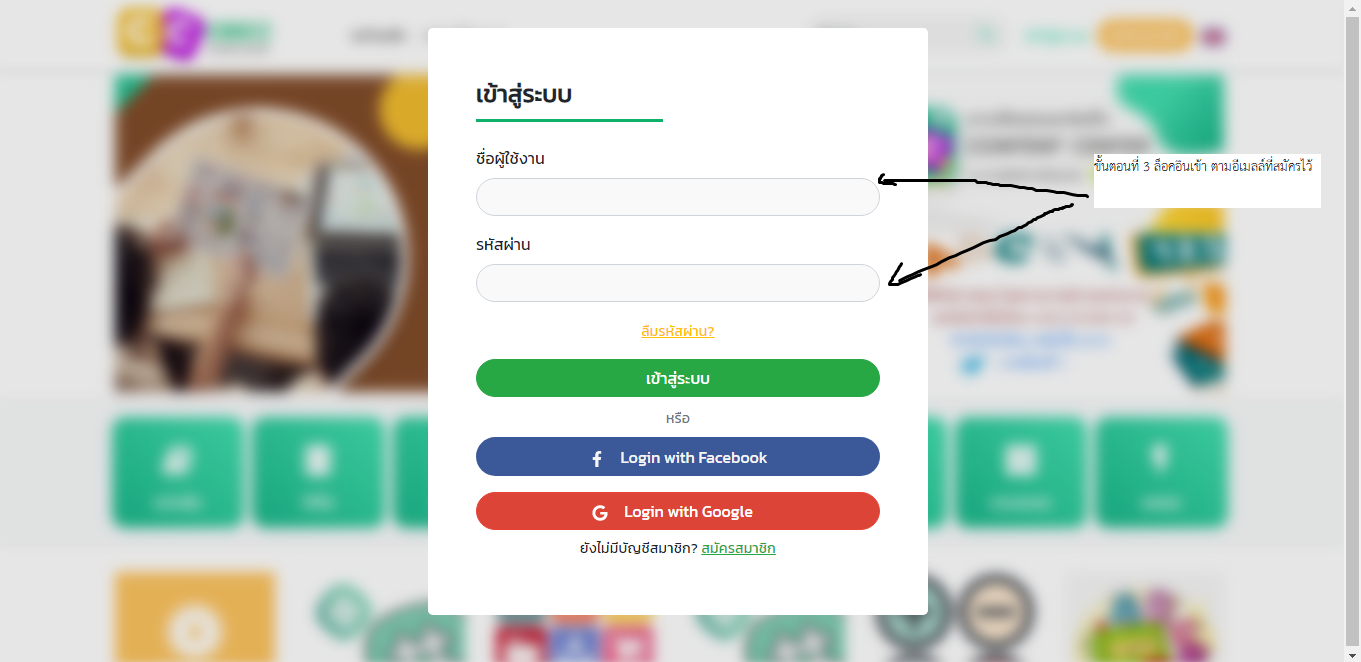 เข้าสู่ระบบ
ชื่อผู้ใช้งาน
รหัสผ่าน
ลืมรหัสผ่าน?
เข้าสู่ระบบ
หรือ
Login with Facebook
Login with Google
ยังไม่มีบัญชีสมาชิก? สมัครสมาชิก
ขั้นตอนที่ 3 ล็อคอินเข้า ตามอีเมลล์ที่สมัครไว้